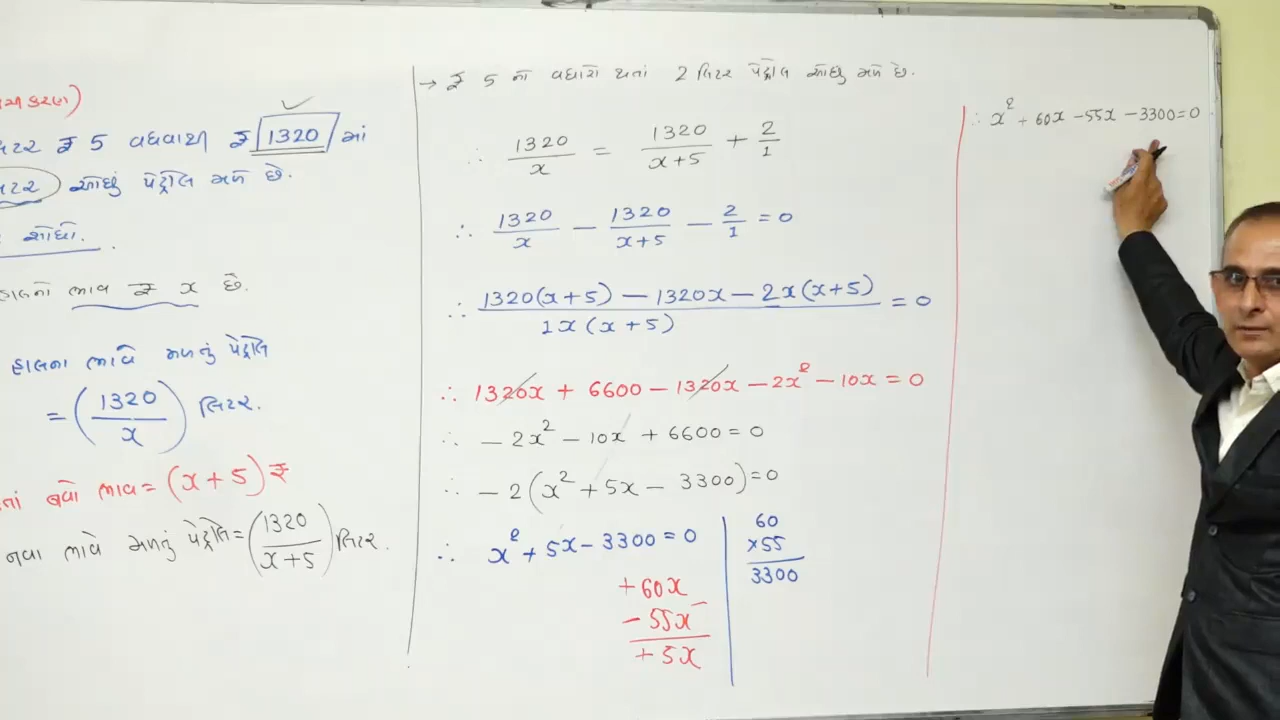 લિટર ₹ 5 વધવાથી ₹ 1320 માં
લિટર ઓછું પેટ્રોલ મળે છે.
શોધો.
હાલનો ભાવ ₹ x છે.
હાલના ભાવે મળતું પેટ્રોલ
= (1320/x) લિટર.
નવો ભાવ = (x + 5) ₹
નવા ભાવે મળતું પેટ્રોલ = (1320/x+5) લિટર.
→ ₹ 5 નો વધારો થતાં 2 લિટર પેટ્રોલ ઓછું મળે છે.
∴ 1320/x = 1320/x+5 + 2/1
∴ 1320/x − 1320/x+5 − 2/1 = 0
∴ 1320(x+5) − 1320x − 2x(x+5)/1x(x+5) = 0
∴ 1320x + 6600 − 1320x − 2x² − 10x = 0
∴ − 2x² − 10x + 6600 = 0
∴ − 2(x² + 5x − 3300) = 0
∴ x² + 5x − 3300 = 0
+ 60x
− 55x
+ 5x
60
×55
3300
∴ x² + 60x − 55x − 3300 = 0